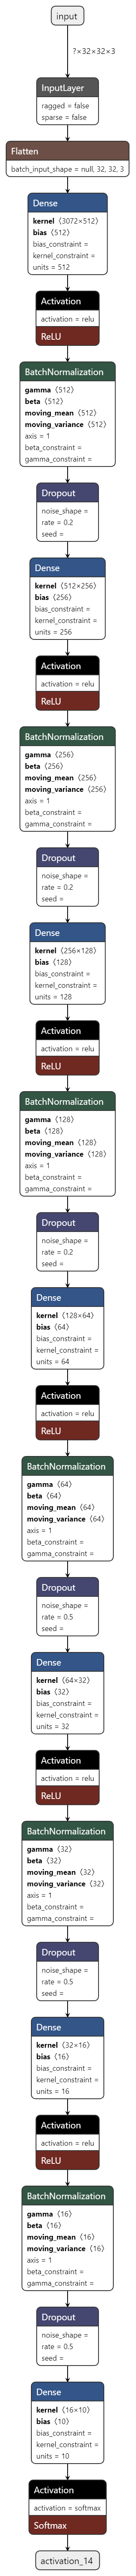 input
?×32×32×3
InputLayer
ragged = false
sparse = false
Flatten
batch_input_shape = null, 32, 32, 3
Dense
kernel ⟨3072×512⟩
bias ⟨512⟩
bias_constraint =
kernel_constraint =
units = 512
Activation
activation = relu
ReLU
BatchNormalization
gamma ⟨512⟩
beta ⟨512⟩
moving_mean ⟨512⟩
moving_variance ⟨512⟩
axis = 1
beta_constraint =
gamma_constraint =
Dropout
noise_shape =
rate = 0.2
seed =
Dense
kernel ⟨512×256⟩
bias ⟨256⟩
bias_constraint =
kernel_constraint =
units = 256
Activation
activation = relu
ReLU
BatchNormalization
gamma ⟨256⟩
beta ⟨256⟩
moving_mean ⟨256⟩
moving_variance ⟨256⟩
axis = 1
beta_constraint =
gamma_constraint =
Dropout
noise_shape =
rate = 0.2
seed =
Dense
kernel ⟨256×128⟩
bias ⟨128⟩
bias_constraint =
kernel_constraint =
units = 128
Activation
activation = relu
ReLU
BatchNormalization
gamma ⟨128⟩
beta ⟨128⟩
moving_mean ⟨128⟩
moving_variance ⟨128⟩
axis = 1
beta_constraint =
gamma_constraint =
Dropout
noise_shape =
rate = 0.2
seed =
Dense
kernel ⟨128×64⟩
bias ⟨64⟩
bias_constraint =
kernel_constraint =
units = 64
Activation
activation = relu
ReLU
BatchNormalization
gamma ⟨64⟩
beta ⟨64⟩
moving_mean ⟨64⟩
moving_variance ⟨64⟩
axis = 1
beta_constraint =
gamma_constraint =
Dropout
noise_shape =
rate = 0.5
seed =
Dense
kernel ⟨64×32⟩
bias ⟨32⟩
bias_constraint =
kernel_constraint =
units = 32
Activation
activation = relu
ReLU
BatchNormalization
gamma ⟨32⟩
beta ⟨32⟩
moving_mean ⟨32⟩
moving_variance ⟨32⟩
axis = 1
beta_constraint =
gamma_constraint =
Dropout
noise_shape =
rate = 0.5
seed =
Dense
kernel ⟨32×16⟩
bias ⟨16⟩
bias_constraint =
kernel_constraint =
units = 16
Activation
activation = relu
ReLU
BatchNormalization
gamma ⟨16⟩
beta ⟨16⟩
moving_mean ⟨16⟩
moving_variance ⟨16⟩
axis = 1
beta_constraint =
gamma_constraint =
Dropout
noise_shape =
rate = 0.5
seed =
Dense
kernel ⟨16×10⟩
bias ⟨10⟩
bias_constraint =
kernel_constraint =
units = 10
Activation
activation = softmax
Softmax
activation_14